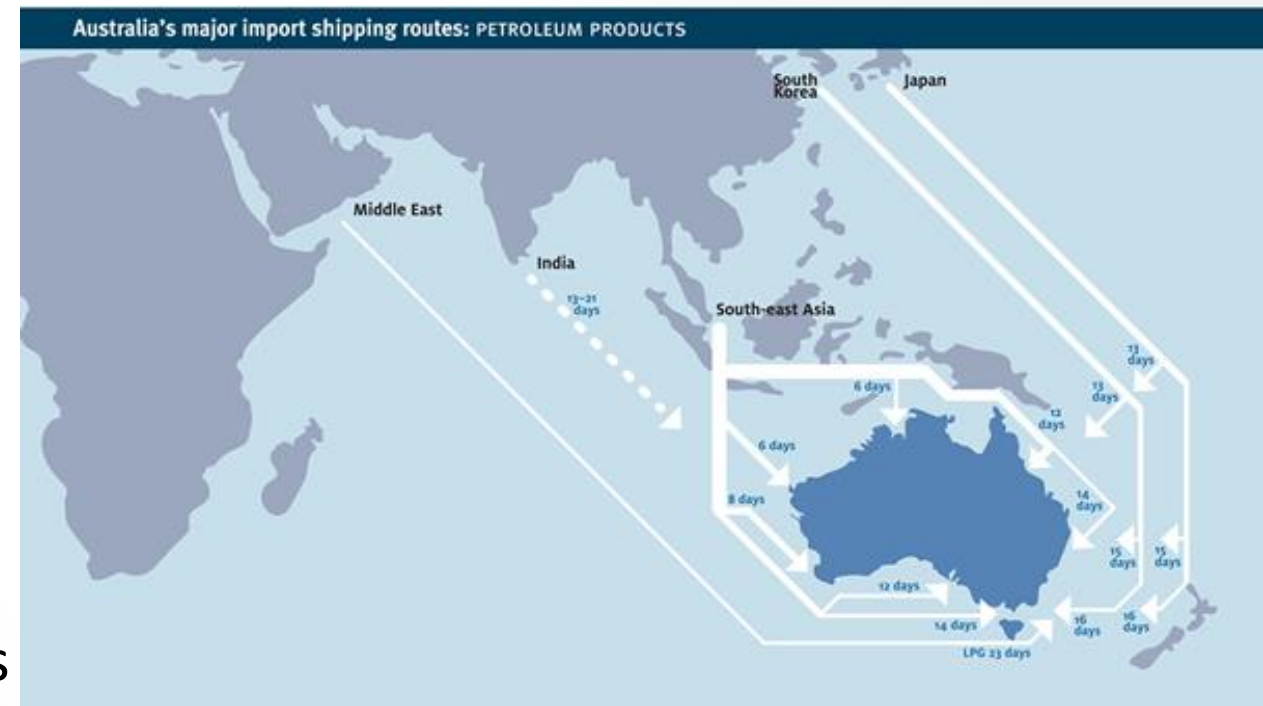 Australia's major import shipping routes: PETROLEUM PRODUCTS
South
Korea
Japan
Middle East
India
13–21
days
South-east Asia
13
days
13
days
6 days
12
days
6 days
8 days
14
days
15
days
15
days
12 days
14 days
16
days
16
days
LPG 23 days
s